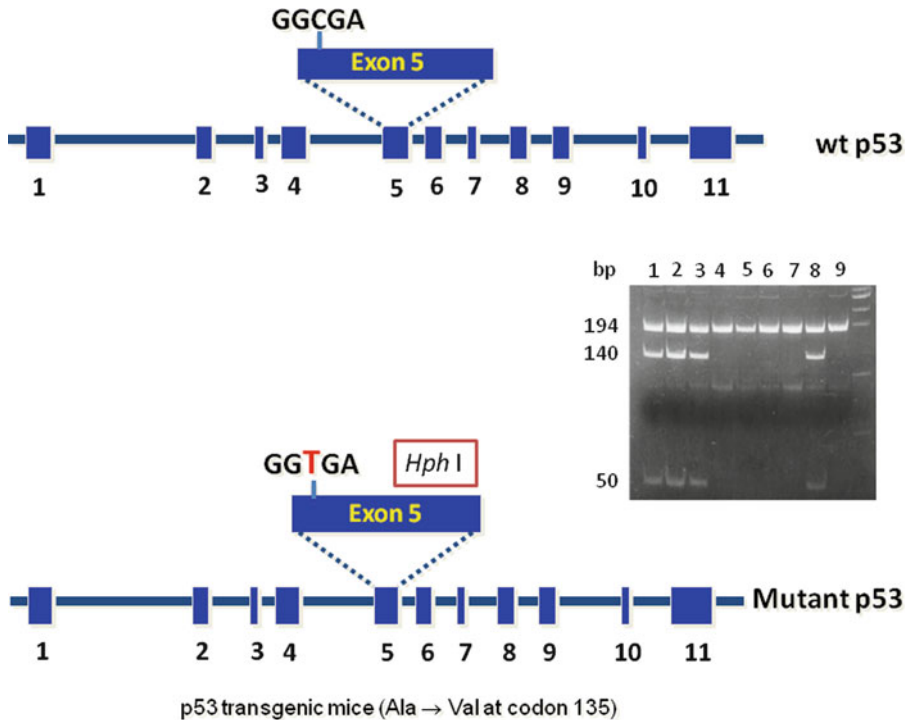 GGCGA
Exon 5
wt p53
1 2 3 4 5 6 7 8 9 10 11
bp 1 2 3 4 5 6 7 8 9
194
140
50
GGTGA
Hph I
Exon 5
Mutant p53
1 2 3 4 5 6 7 8 9 10 11
p53 transgenic mice (Ala → Val at codon 135)